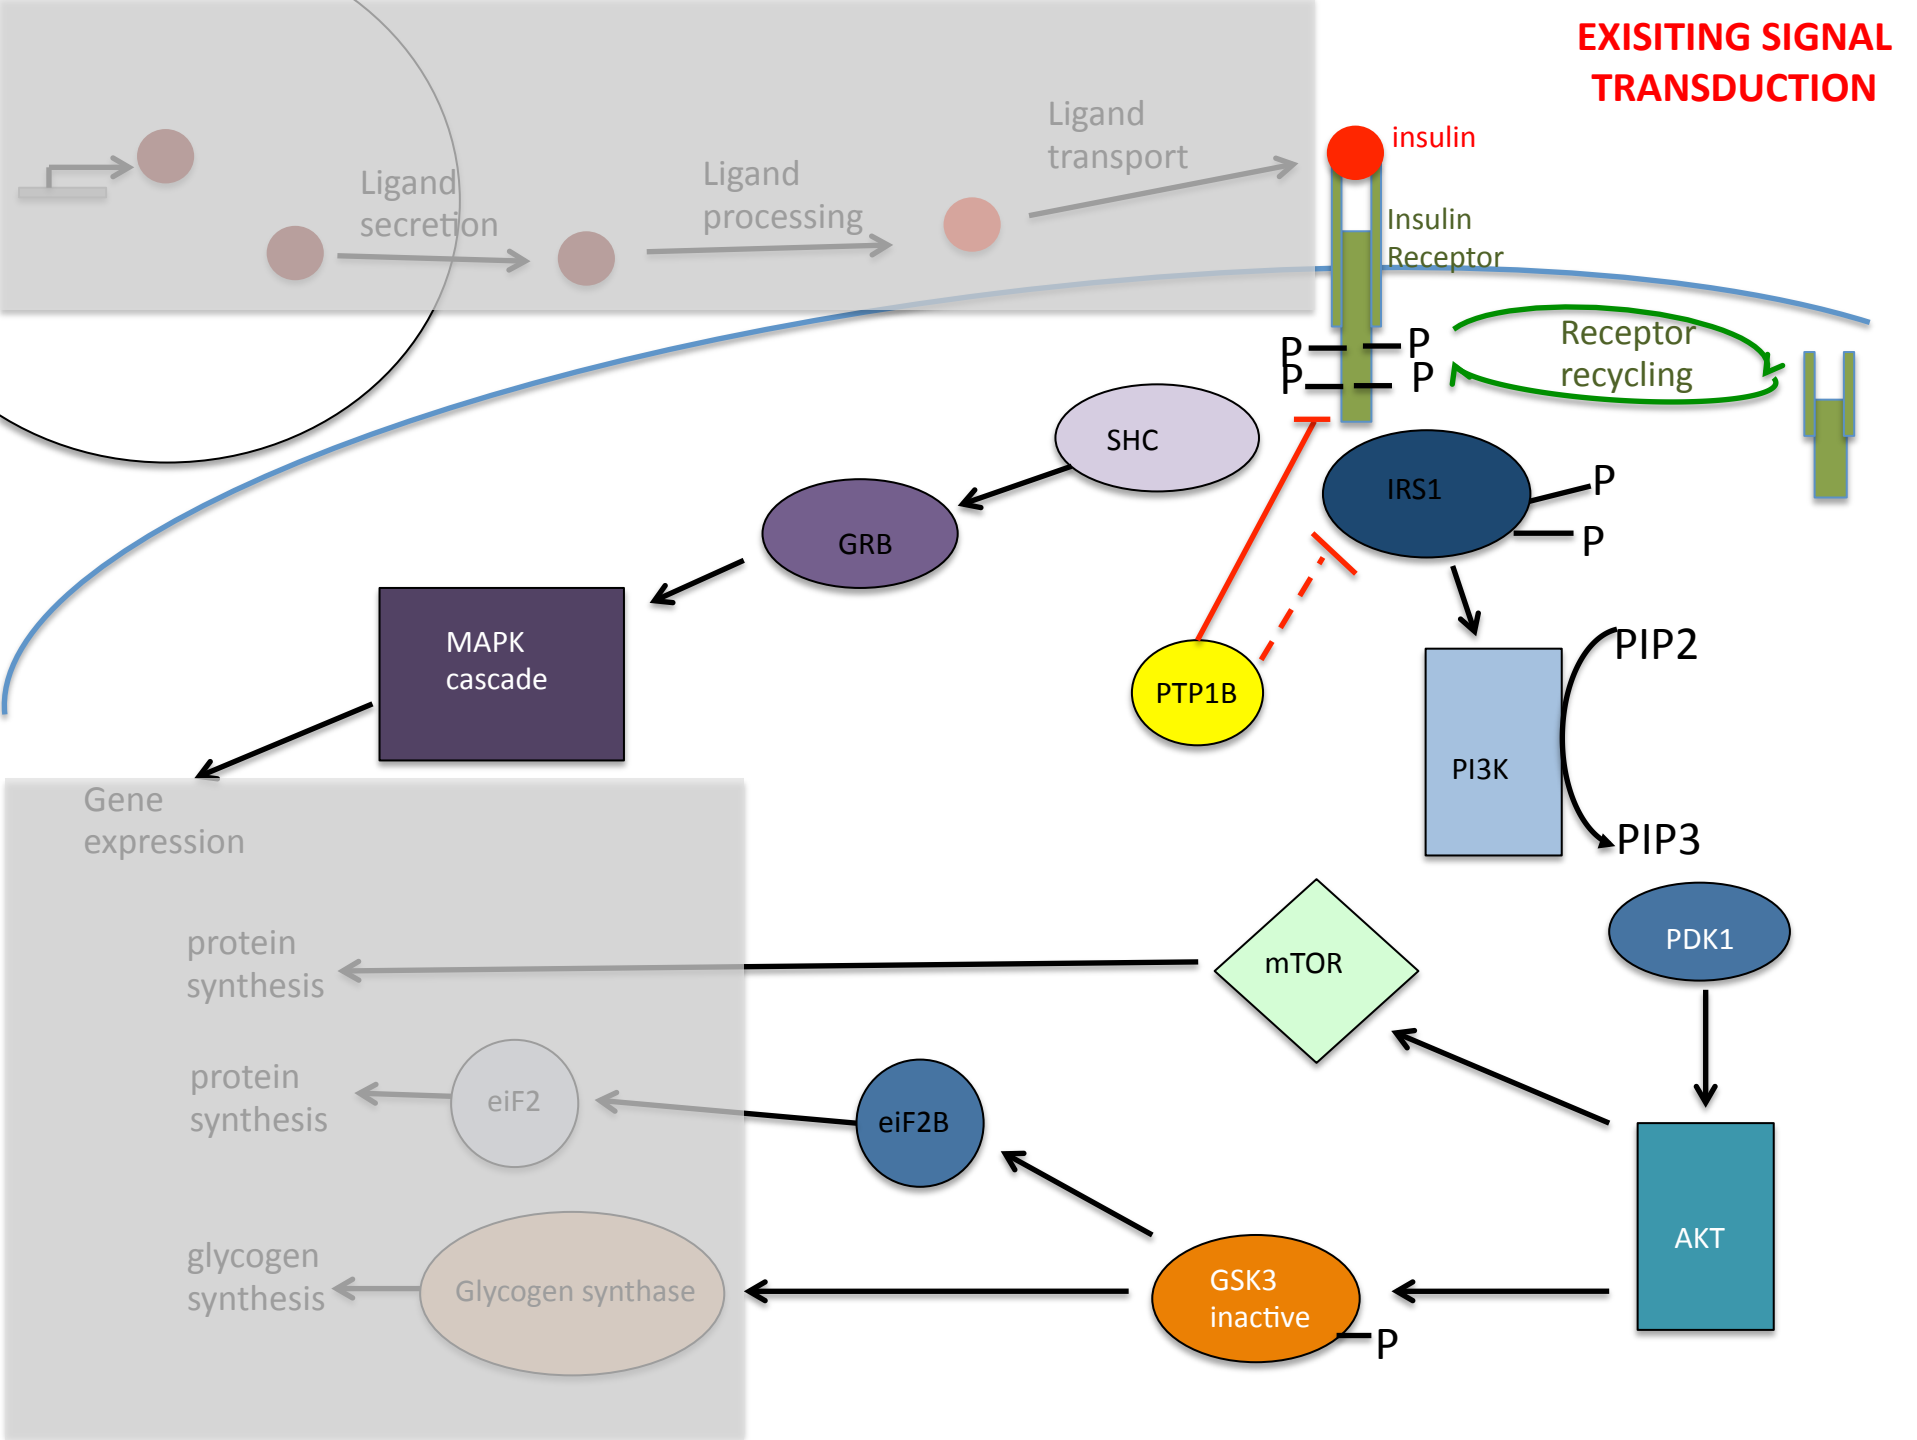 EXISITING SIGNAL
TRANSDUCTION
Ligand
transport
insulin
Ligand
secretion
Ligand
processing
Insulin
Receptor
P
P
P
P
Receptor
recycling
SHC
IRS1
P
P
GRB
MAPK
cascade
PTP1B
PIP2
PI3K
PIP3
Gene
expression
protein
synthesis
mTOR
PDK1
protein
synthesis
eiF2
eiF2B
AKT
glycogen
synthesis
Glycogen synthase
GSK3
inactive
P